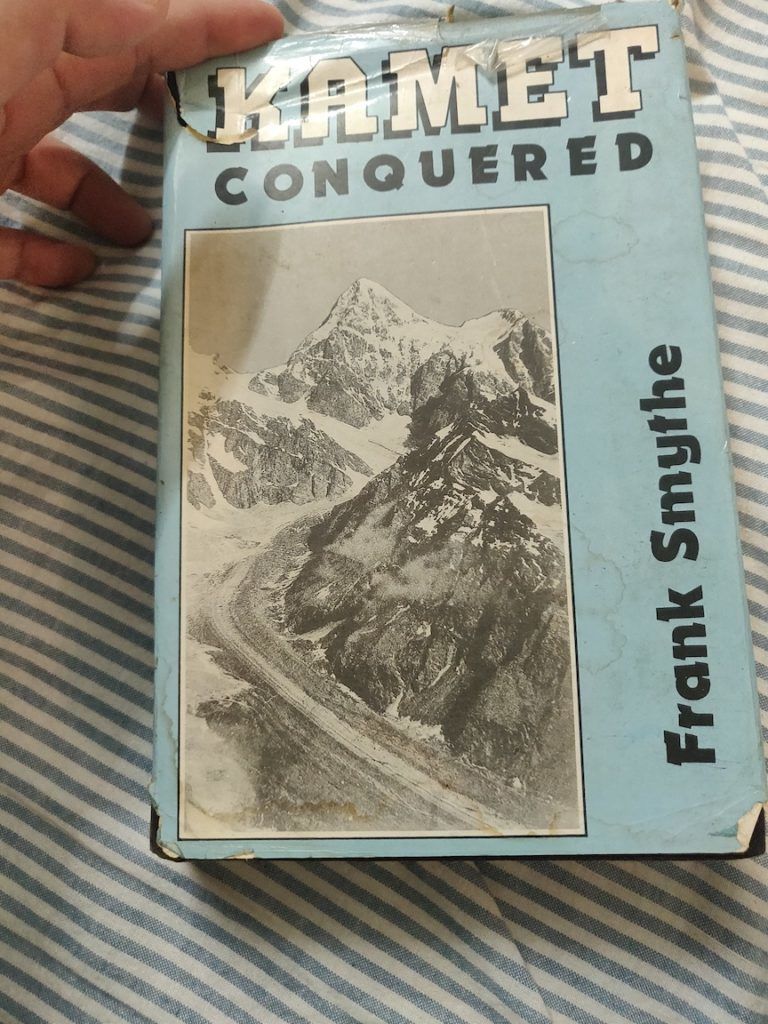 KAMET
CONQUERED
Frank Smythe